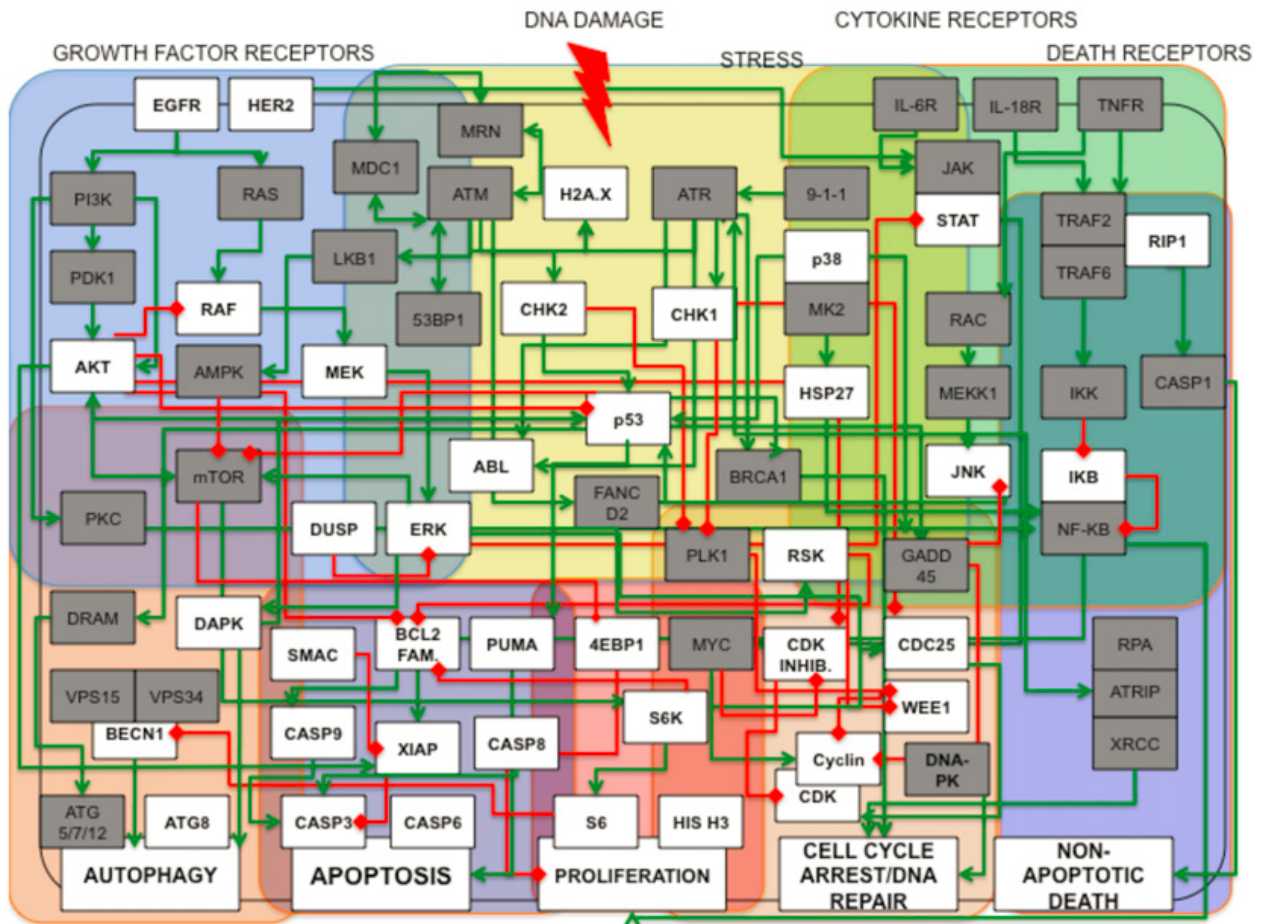 DNA DAMAGE
CYTOKINE RECEPTORS
GROWTH FACTOR RECEPTORS
STRESS
DEATH RECEPTORS
EGFR
HER2
IL-6R
IL-18R
TNFR
MRN
MDC1
JAK
PI3K
RAS
ATM
H2A.X
ATR
9-1-1
STAT
TRAF2
RIP1
LKB1
p38
TRAF6
PDK1
RAF
53BP1
CHK2
CHK1
MK2
RAC
AKT
AMPK
MEK
HSP27
MEKK1
IKK
CASP1
p53
mTOR
ABL
BRCA1
JNK
IKB
PKC
DUSP
ERK
FANC
D2
PLK1
RSK
GADD
45
NF-KB
DRAM
DAPK
SMAC
BCL2
FAM.
PUMA
4EBP1
MYC
CDK
INHIB.
CDC25
RPA
VPS15
VPS34
ATRIP
BECN1
CASP9
XIAP
CASP8
S6K
WEE1
Cyclin
DNA-
PK
XRCC
CDK
ATG
5/7/12
ATG8
CASP3
CASP6
S6
HIS H3
AUTOPHAGY
APOPTOSIS
PROLIFERATION
CELL CYCLE
ARREST/DNA
REPAIR
NON-
APOPTOTIC
DEATH